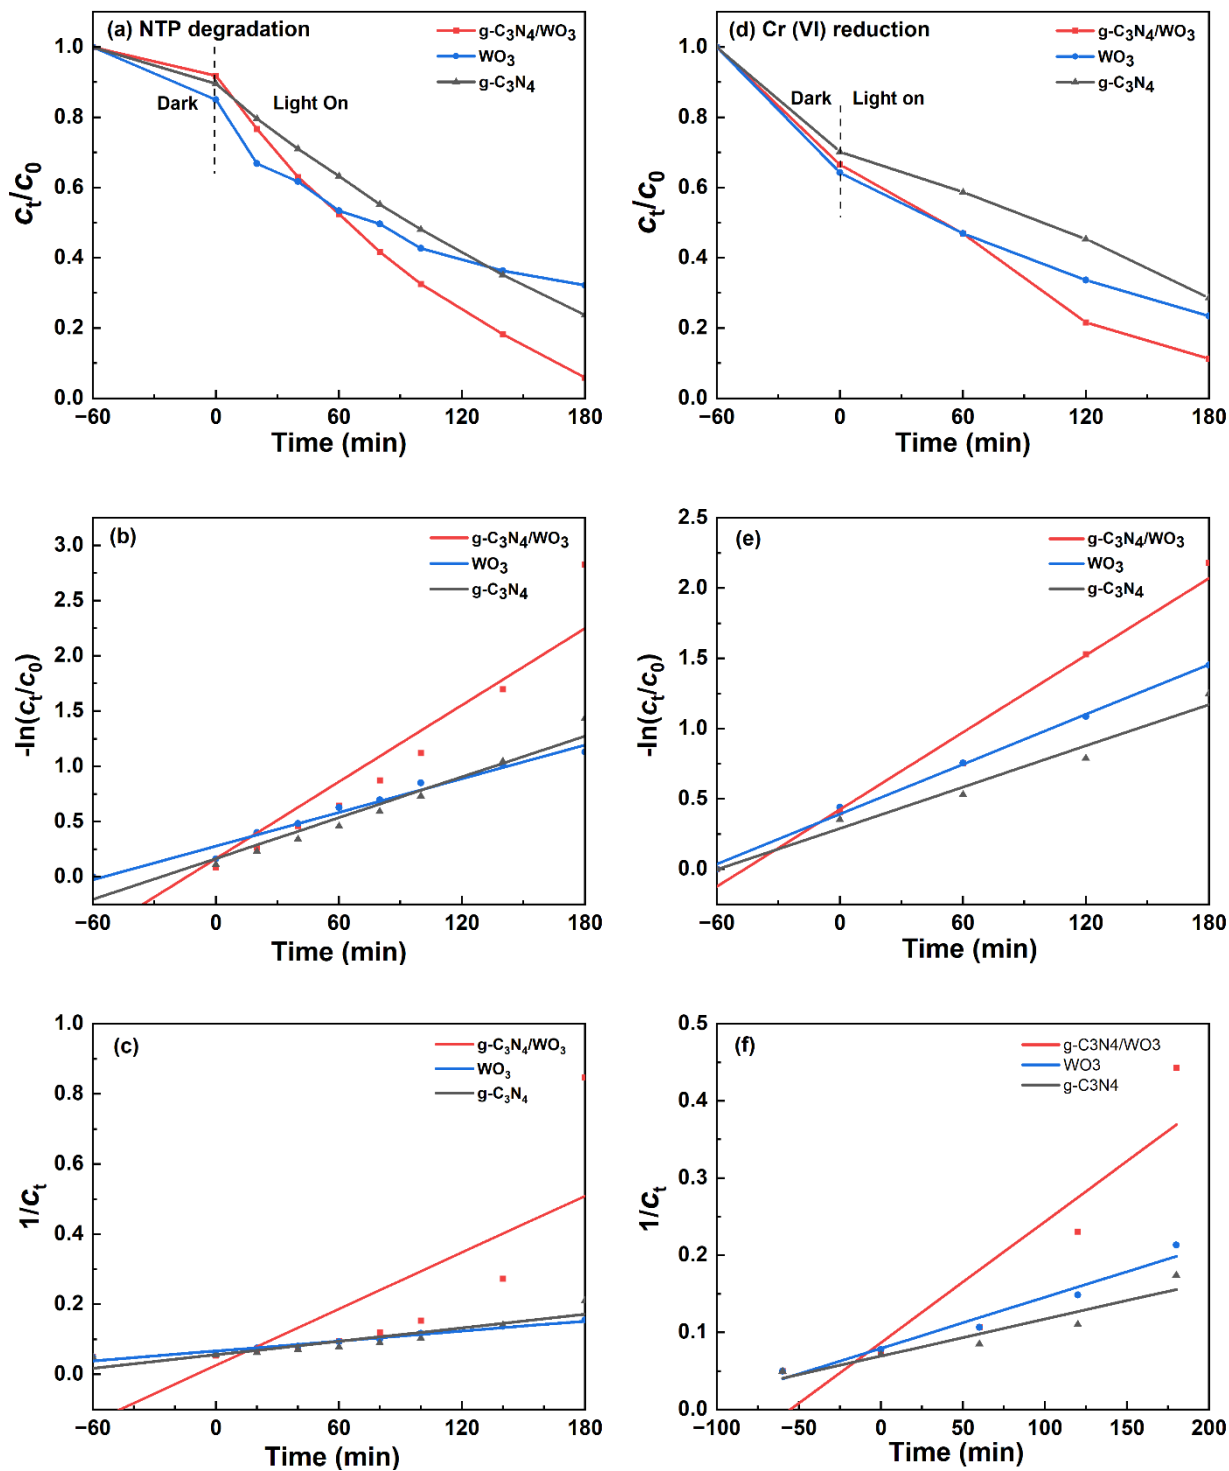 (a) NTP degradation
g-C₃N₄/WO₃
WO₃
g-C₃N₄
Dark
Light On
1.0
0.8
0.6
0.4
0.2
0.0
cₜ/c₀
−60
0
60
120
180
Time (min)
(d) Cr (VI) reduction
g-C₃N₄/WO₃
WO₃
g-C₃N₄
Dark
Light on
1.0
0.8
0.6
0.4
0.2
0.0
cₜ/c₀
−60
0
60
120
180
Time (min)
(b)
g-C₃N₄/WO₃
WO₃
g-C₃N₄
3.0
2.5
2.0
1.5
1.0
0.5
0.0
-ln(cₜ/c₀)
−60
0
60
120
180
Time (min)
(e)
g-C₃N₄/WO₃
WO₃
g-C₃N₄
2.5
2.0
1.5
1.0
0.5
0.0
-ln(cₜ/c₀)
−60
0
60
120
180
Time (min)
(c)
g-C₃N₄/WO₃
WO₃
g-C₃N₄
1.0
0.8
0.6
0.4
0.2
0.0
1/cₜ
−60
0
60
120
180
Time (min)
(f)
g-C3N4/WO3
WO3
g-C3N4
0.5
0.4
0.3
0.2
0.1
0.0
1/cₜ
−100
−50
0
50
100
150
200
Time (min)